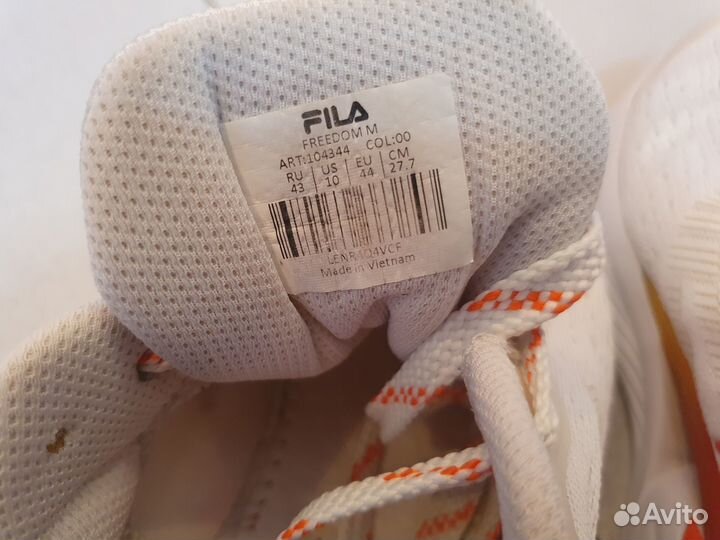 FILA
FREEDOM M
ART:104344 COL:00
RU US EU CM
43 10 44 27.7
LENR404VCF
Made in Vietnam
Avito